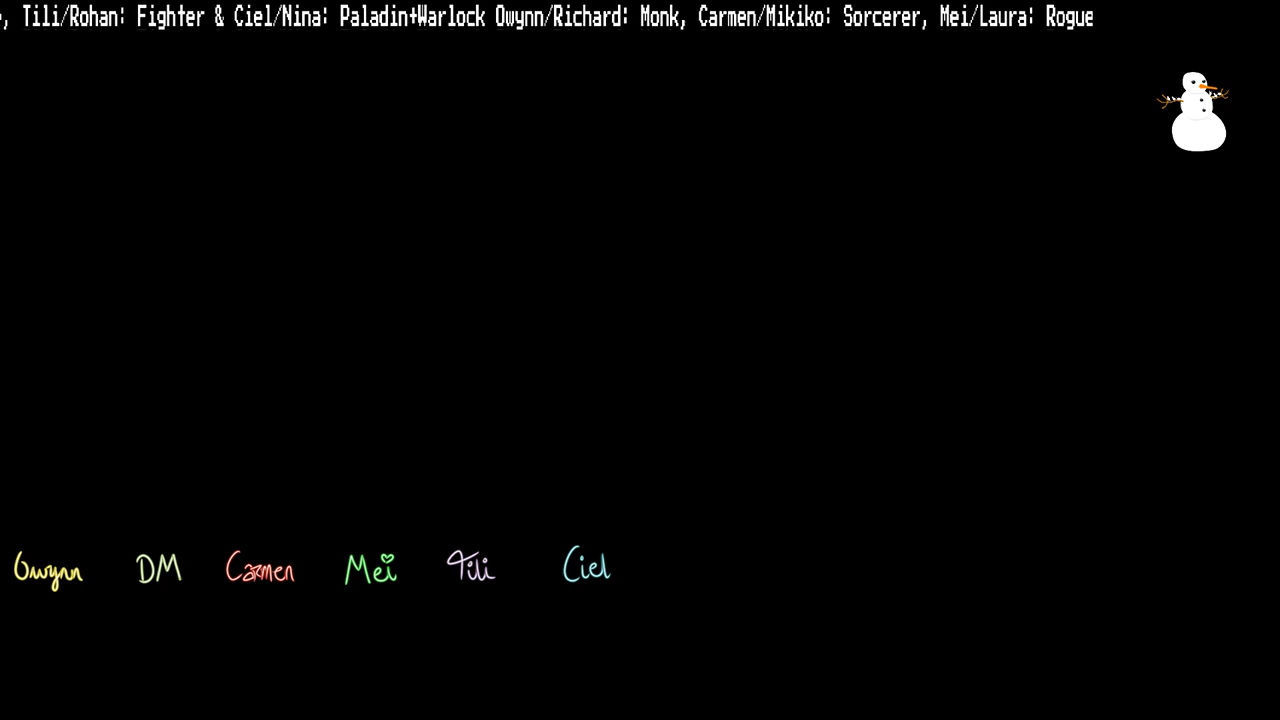 , Tili/Rohan: Fighter & Ciel/Nina: Paladin+Warlock Owynn/Richard: Monk, Carmen/Mikiko: Sorcerer, Mei/Laura: Rogue
Owynn DM Carmen Mei Tili Ciel